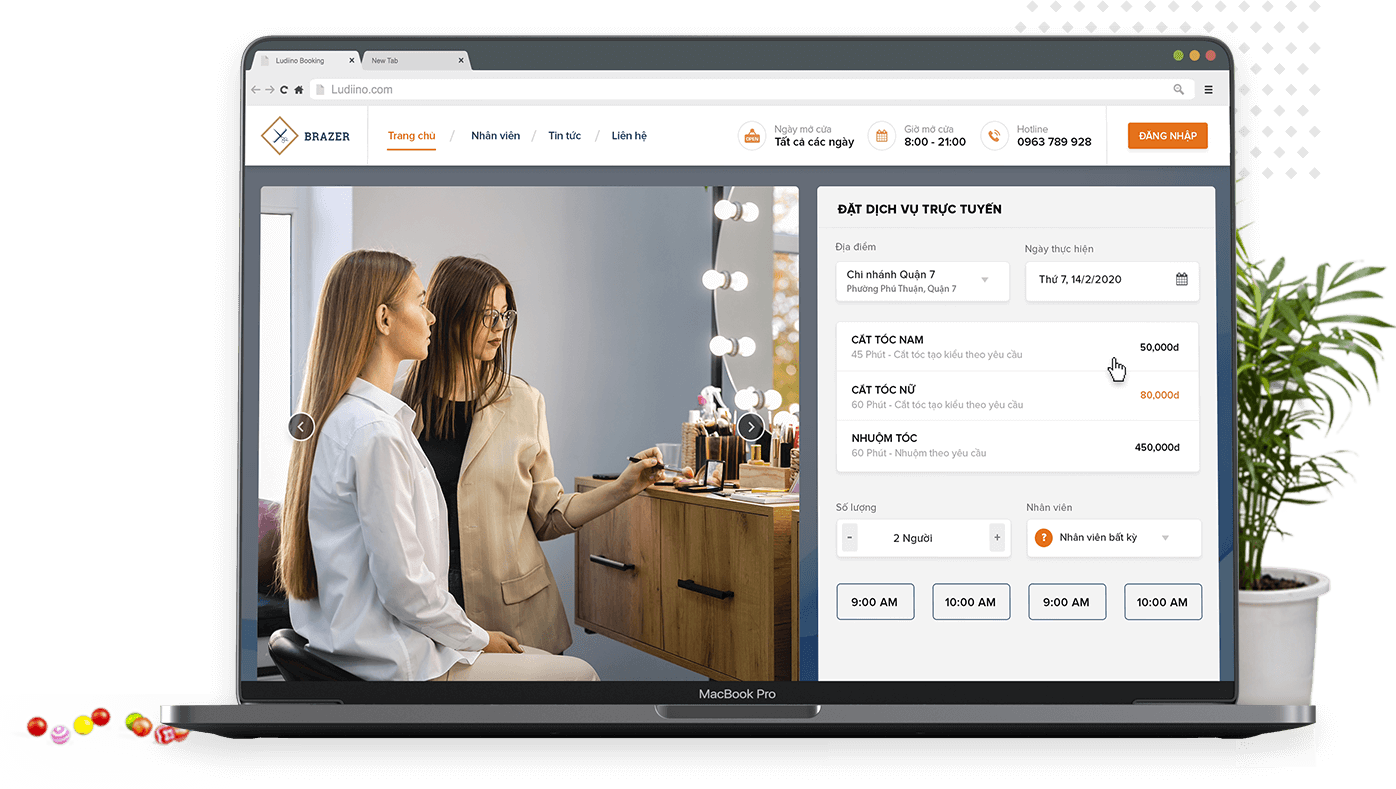 Ludiino Booking
New Tab
Ludiino.com
BRAZER
Trang chủ / Nhân viên / Tin tức / Liên hệ
OPEN
Ngày mở cửa
Tất cả các ngày
Giờ mở cửa
8:00 - 21:00
Hotline
0963 789 928
ĐĂNG NHẬP
ĐẶT DỊCH VỤ TRỰC TUYẾN
Địa điểm
Chi nhánh Quận 7
Phường Phú Thuận, Quận 7
Ngày thực hiện
Thứ 7, 14/2/2020
CẮT TÓC NAM
45 Phút - Cắt tóc tạo kiểu theo yêu cầu
50,000đ
CẮT TÓC NỮ
60 Phút - Cắt tóc tạo kiểu theo yêu cầu
80,000đ
NHUỘM TÓC
60 Phút - Nhuộm theo yêu cầu
450,000đ
Số lượng
- 2 Người +
Nhân viên
? Nhân viên bất kỳ
9:00 AM
10:00 AM
9:00 AM
10:00 AM
MacBook Pro